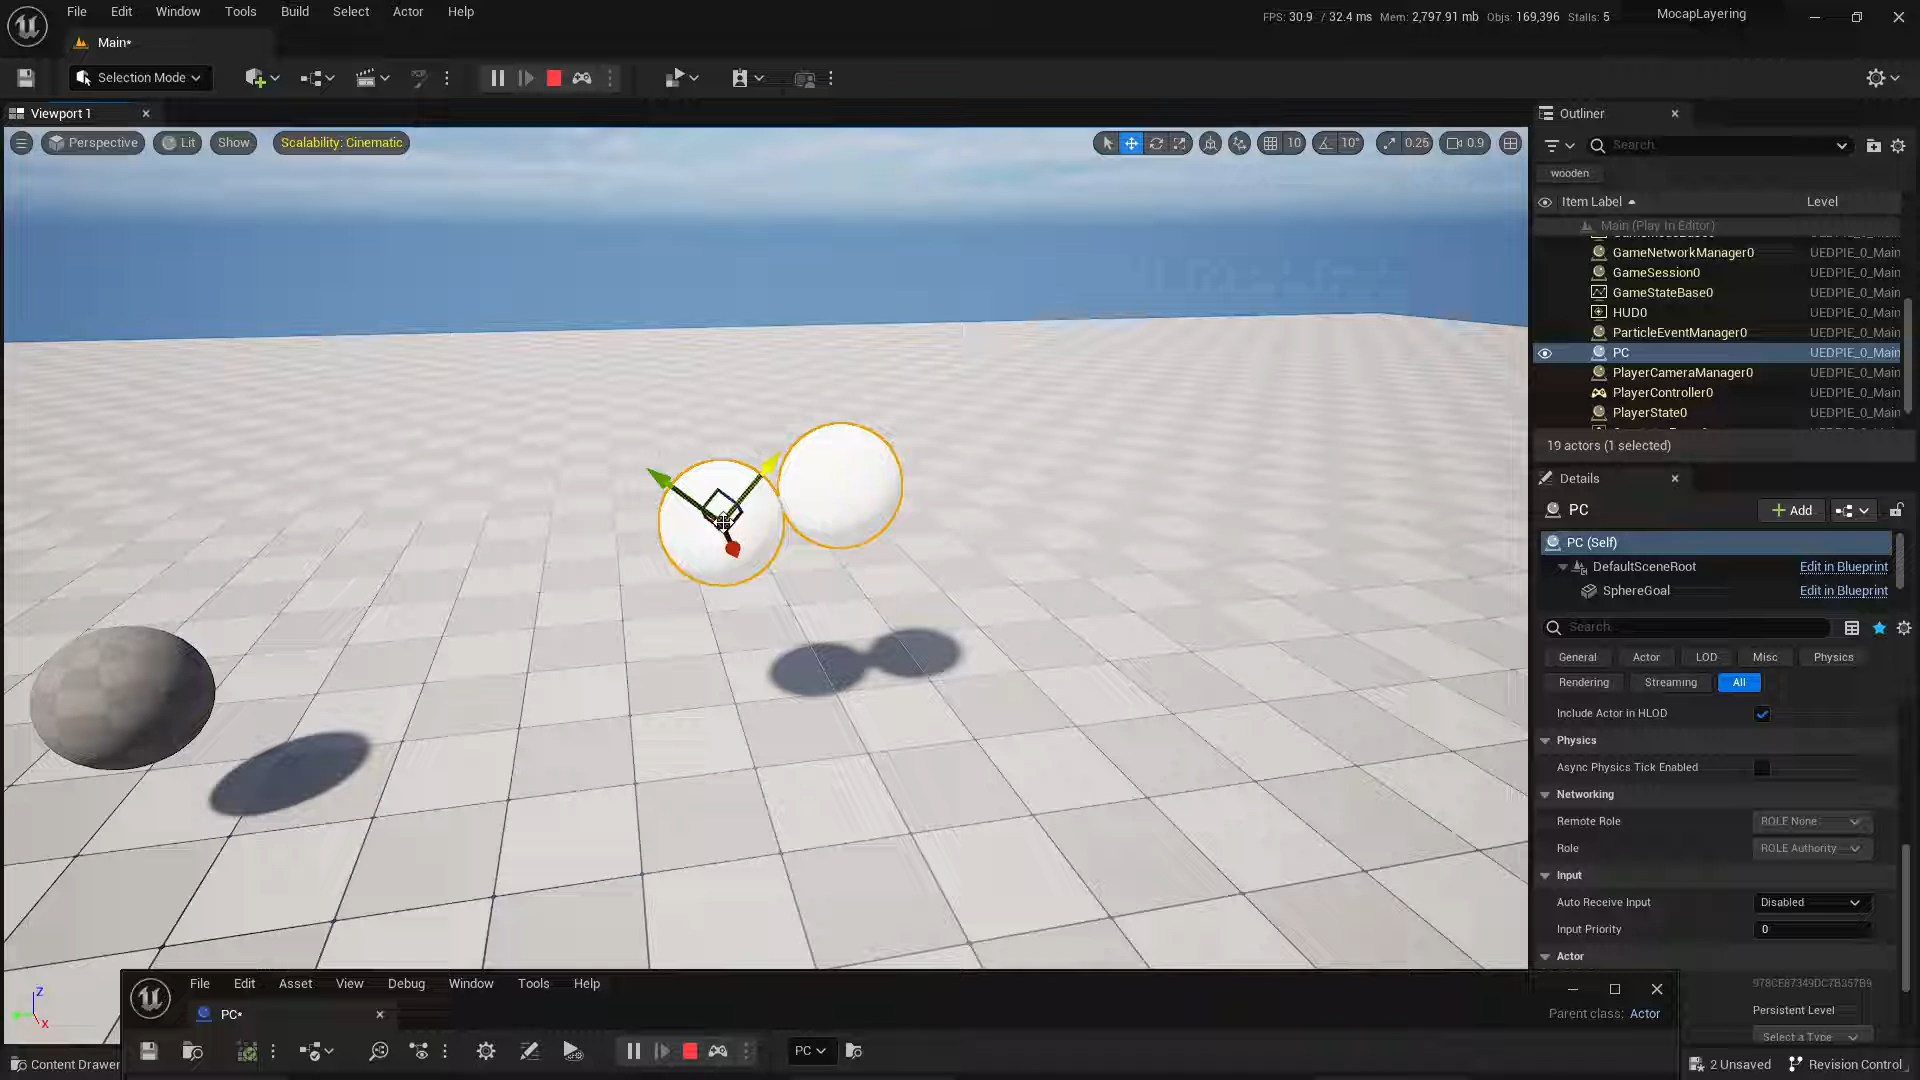 File Edit Window Tools Build Select Actor Help
FPS: 30.9 / 32.4 ms Mem: 2,797.91 mb Objs: 169,396 Stalls: 5
MocapLayering
Main*
Selection Mode
Viewport 1
Perspective
Lit
Show
Scalability: Cinematic
10
10°
0.25
0.9
Outliner
Search...
wooden
Item Label
Level
Main (Play In Editor)
GameNetworkManager0 UEDPIE_0_Main
GameSession0 UEDPIE_0_Main
GameStateBase0 UEDPIE_0_Main
HUD0 UEDPIE_0_Main
ParticleEventManager0 UEDPIE_0_Main
PC UEDPIE_0_Main
PlayerCameraManager0 UEDPIE_0_Main
PlayerController0 UEDPIE_0_Main
PlayerState0 UEDPIE_0_Main
19 actors (1 selected)
Details
PC
Add
PC (Self)
DefaultSceneRoot Edit in Blueprint
SphereGoal Edit in Blueprint
Search
General Actor LOD Misc Physics
Rendering Streaming All
Include Actor in HLOD
Physics
Async Physics Tick Enabled
Networking
Remote Role ROLE None
Role ROLE Authority
Input
Auto Receive Input Disabled
Input Priority 0
Actor
978CE87349DC7B357B9
Persistent Level
Select a Type
Z
X
File Edit Asset View Debug Window Tools Help
PC*
Parent class: Actor
PC
Content Drawer
2 Unsaved
Revision Control